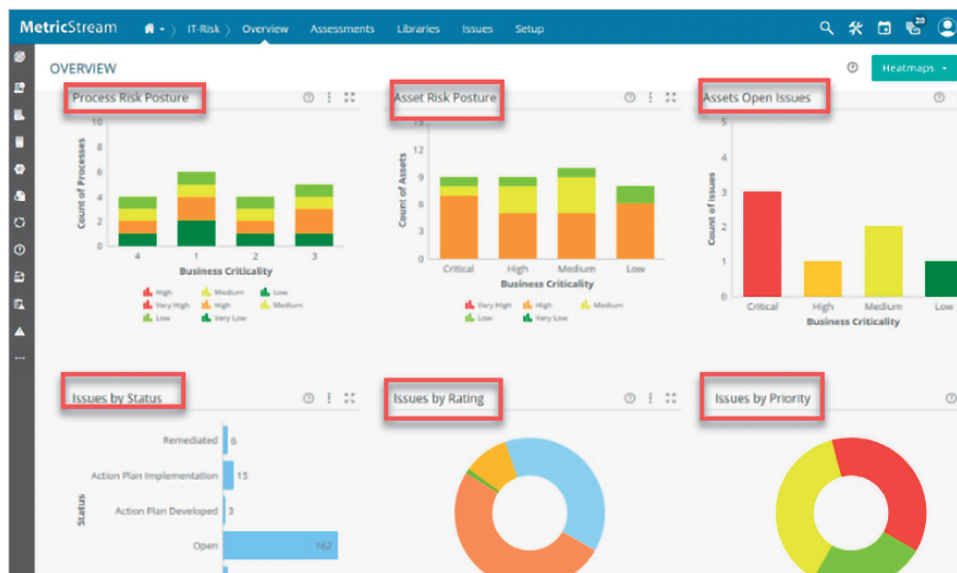 MetricStream IT-Risk Overview Assessments Libraries Issues Setup 20
OVERVIEW Heatmaps
Process Risk Posture
10
8
6
4
2
0
Count of Processes
4 1 2 3
Business Criticality
High Medium Low
Very High High Medium
Low Very Low
Asset Risk Posture
15
12
9
6
3
0
Count of Assets
Critical High Medium Low
Business Criticality
Very High High Medium
Low Very Low
Assets Open Issues
5
4
3
2
1
0
Count of Issues
Critical High Medium Low
Business Criticality
Issues by Status
Status
Remediated 6
Action Plan Implementation 15
Action Plan Developed 3
Open 162
Issues by Rating
Issues by Priority